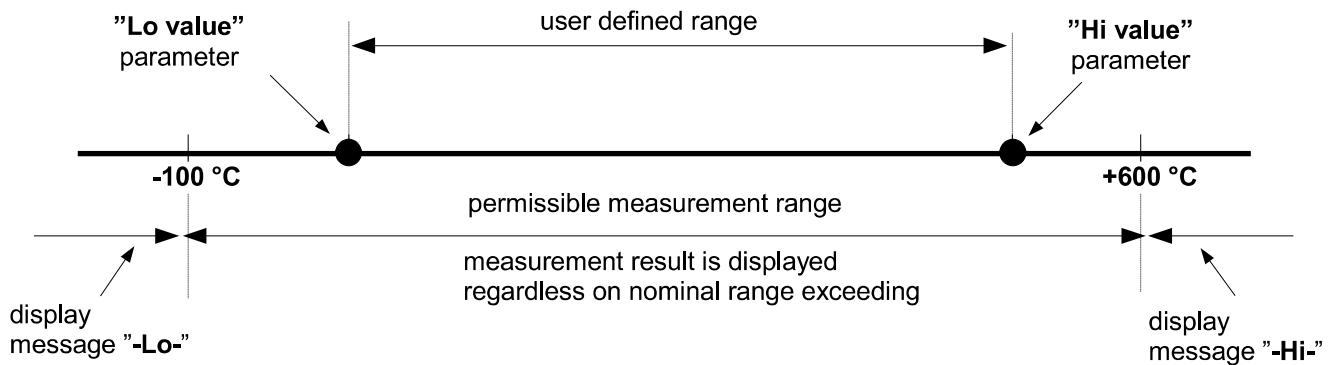 ”Lo value”
parameter
user defined range
”Hi value”
parameter
-100 °C
+600 °C
permissible measurement range
measurement result is displayed
regardless on nominal range exceeding
display
message ”-Lo-”
display
message ”-Hi-”